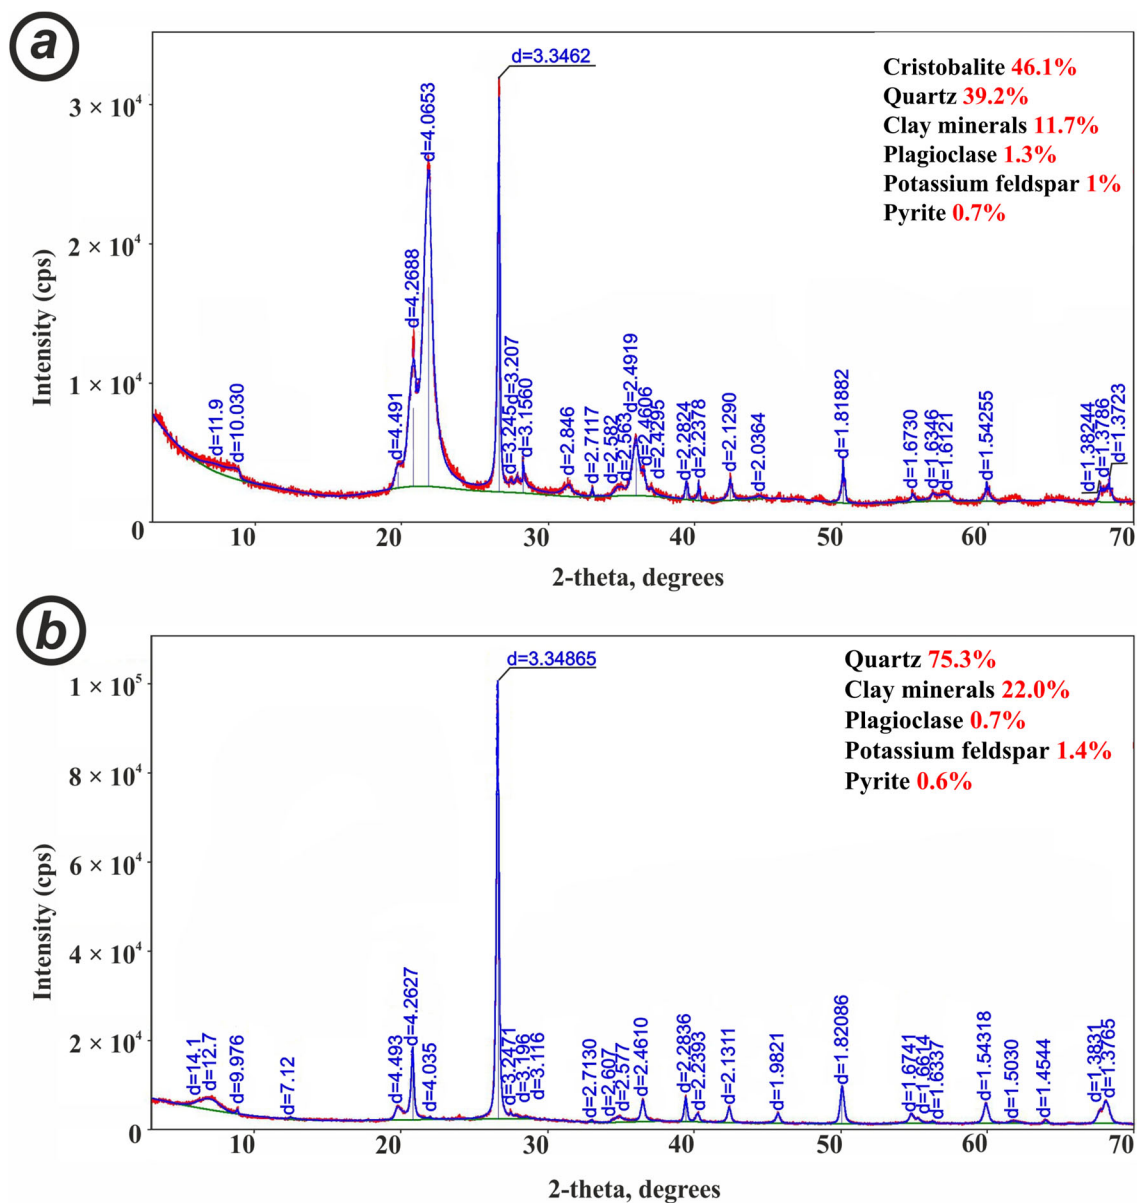 a
d=3.3462
Cristobalite 46.1%
Quartz 39.2%
Clay minerals 11.7%
Plagioclase 1.3%
Potassium feldspar 1%
Pyrite 0.7%
3 × 10⁴
2 × 10⁴
1 × 10⁴
0
Intensity (cps)
d=11.9
d=10.030
d=4.491
d=4.2688
d=4.0653
d=3.245
d=3.207
d=3.1560
d=2.846
d=2.7117
d=2.582
d=2.563
d=2.4919
d=2.4606
d=2.4295
d=2.2824
d=2.2378
d=2.1290
d=2.0364
d=1.81882
d=1.6730
d=1.6346
d=1.6121
d=1.54255
d=1.38244
d=1.3786
d=1.3723
10 20 30 40 50 60 70
2-theta, degrees
b
d=3.34865
Quartz 75.3%
Clay minerals 22.0%
Plagioclase 0.7%
Potassium feldspar 1.4%
Pyrite 0.6%
1 × 10⁵
8 × 10⁴
6 × 10⁴
4 × 10⁴
2 × 10⁴
0
Intensity (cps)
d=14.1
d=12.7
d=9.976
d=7.12
d=4.493
d=4.2627
d=4.035
d=3.2471
d=3.196
d=3.116
d=2.7130
d=2.607
d=2.577
d=2.4610
d=2.2836
d=2.2393
d=2.1311
d=1.9821
d=1.82086
d=1.6741
d=1.6614
d=1.6337
d=1.54318
d=1.5030
d=1.4544
d=1.3831
d=1.3765
10 20 30 40 50 60 70
2-theta, degrees